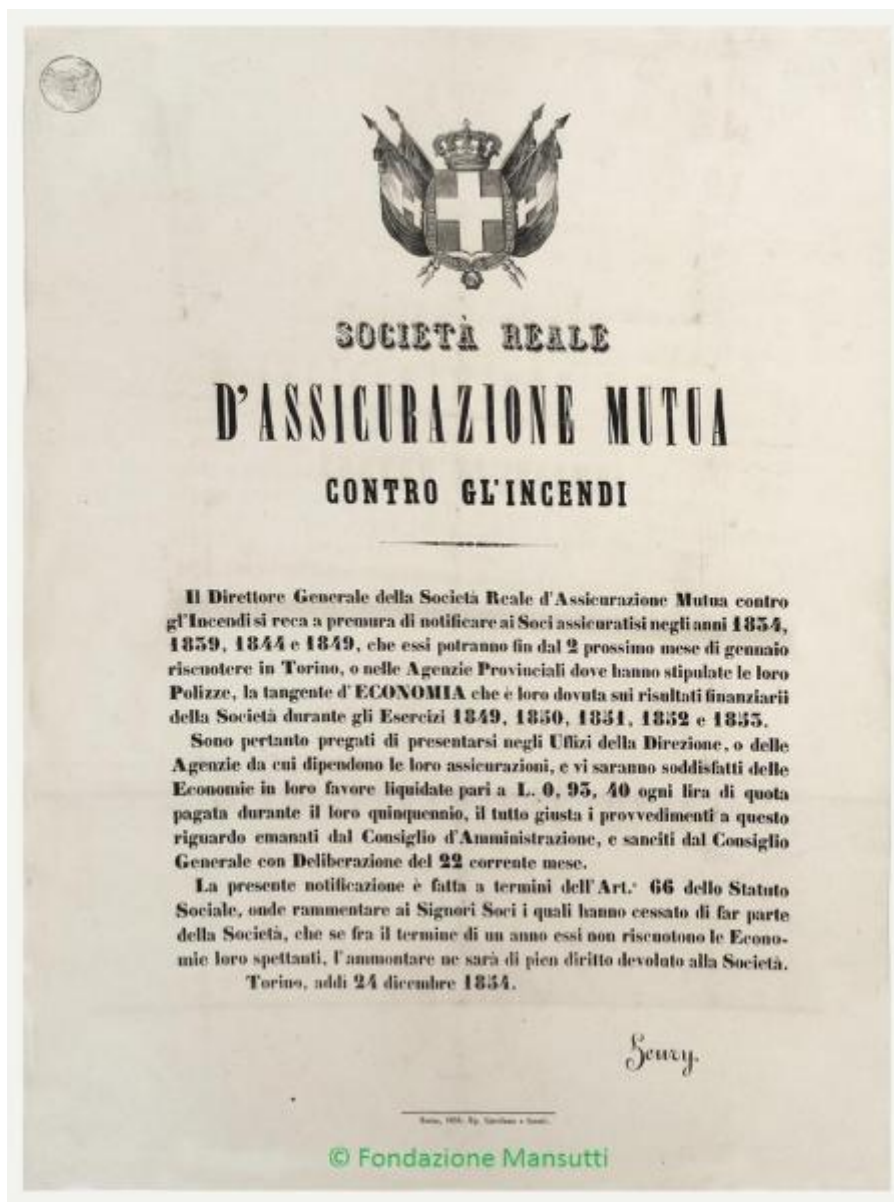 SOCIETÀ REALE
D'ASSICURAZIONE MUTUA
CONTRO GL'INCENDI
Il Direttore Generale della Società Reale d'Assicurazione Mutua contro
gl'Incendi si reca a premura di notificare ai Soci assicuratisi negli anni 1834,
1839, 1844 e 1849, che essi potranno fin dal 2 prossimo mese di gennaio
riscuotere in Torino, o nelle Agenzie Provinciali dove hanno stipulate le loro
Polizze, la tangente d'ECONOMIA che è loro dovuta sui risultati finanziarii
della Società durante gli Esercizi 1849, 1850, 1851, 1852 e 1853.
Sono pertanto pregati di presentarsi negli Uffizi della Direzione, o delle
Agenzie da cui dipendono le loro assicurazioni, e vi saranno soddisfatti delle
Economie in loro favore liquidate pari a L. 0, 95, 40 ogni lira di quota
pagata durante il loro quinquennio, il tutto giusta i provvedimenti a questo
riguardo emanati dal Consiglio d'Amministrazione, e sanciti dal Consiglio
Generale con Deliberazione del 22 corrente mese.
La presente notificazione è fatta a termini dell'Art.° 66 dello Statuto
Sociale, onde rammentare ai Signori Soci i quali hanno cessato di far parte
della Società, che se fra il termine di un anno essi non riscuotono le Econo-
mie loro spettanti, l'ammontare ne sarà di pien diritto devoluto alla Società.
Torino, addì 24 dicembre 1854.
Henry.
© Fondazione Mansutti